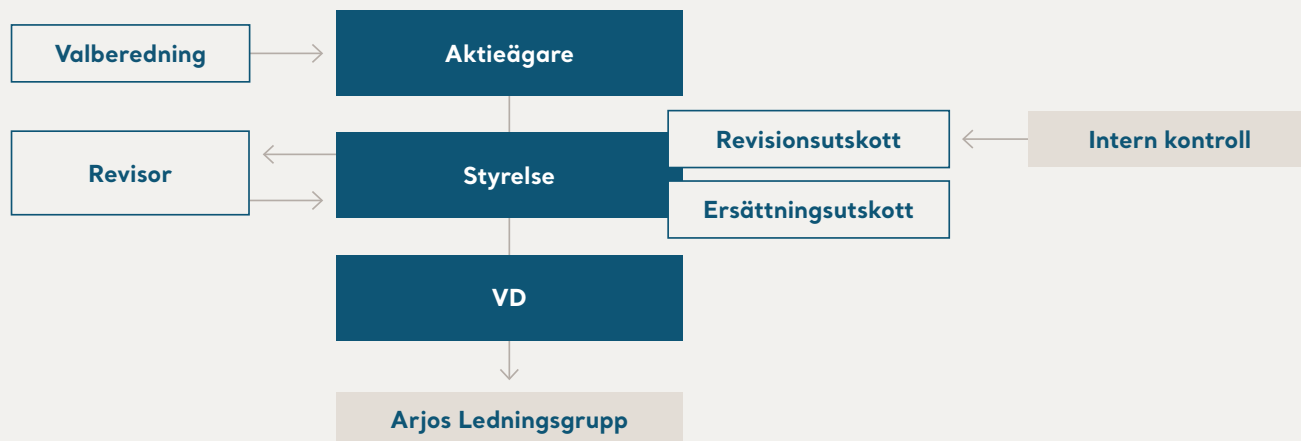 Valberedning
Aktieägare
Revisor
Styrelse
Revisionsutskott
Intern kontroll
Ersättningsutskott
VD
Arjos Ledningsgrupp